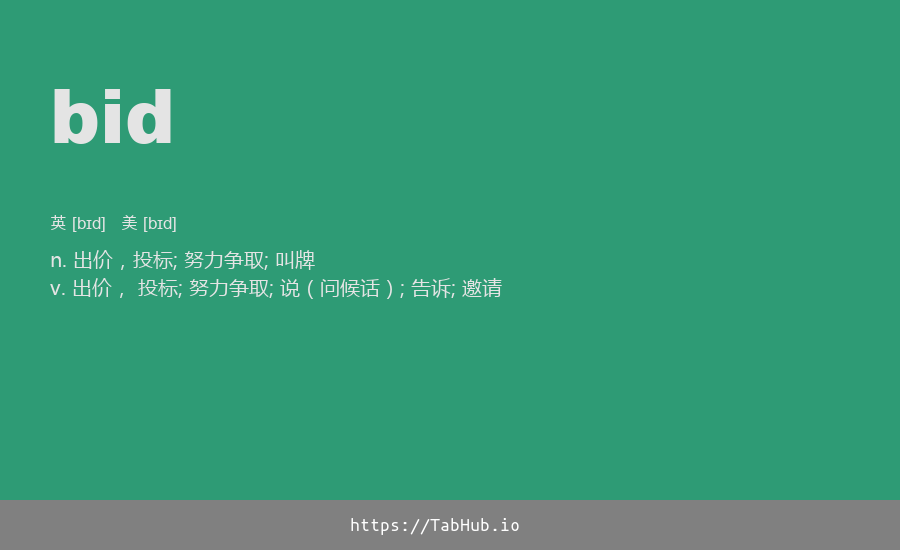 bid
英 [bɪd] 美 [bɪd]
n. 出价，投标; 努力争取; 叫牌
v. 出价， 投标; 努力争取; 说（问候话）; 告诉; 邀请
https://TabHub.io